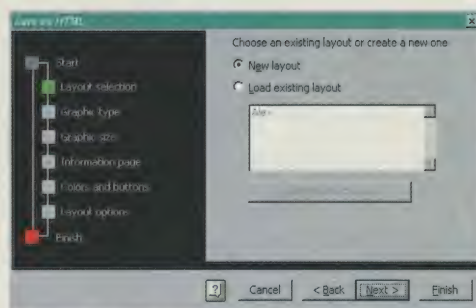 Save as HTML
Start
Layout selection
Graphic type
Graphic size
Information page
Colors and buttons
Layout options
Finish
Choose an existing layout or create a new one
New layout
Load existing layout
Cancel
< Back
Next >
Finish